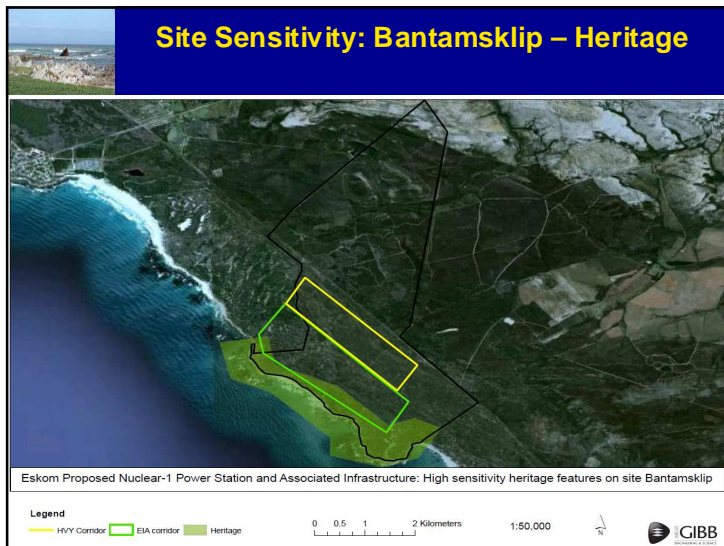 Site Sensitivity: Bantamsklip – Heritage
Eskom Proposed Nuclear-1 Power Station and Associated Infrastructure: High sensitivity heritage features on site Bantamsklip
Legend
HVY Corridor EIA corridor Heritage
0 0.5 1 2 Kilometers
1:50,000
N
GIBB